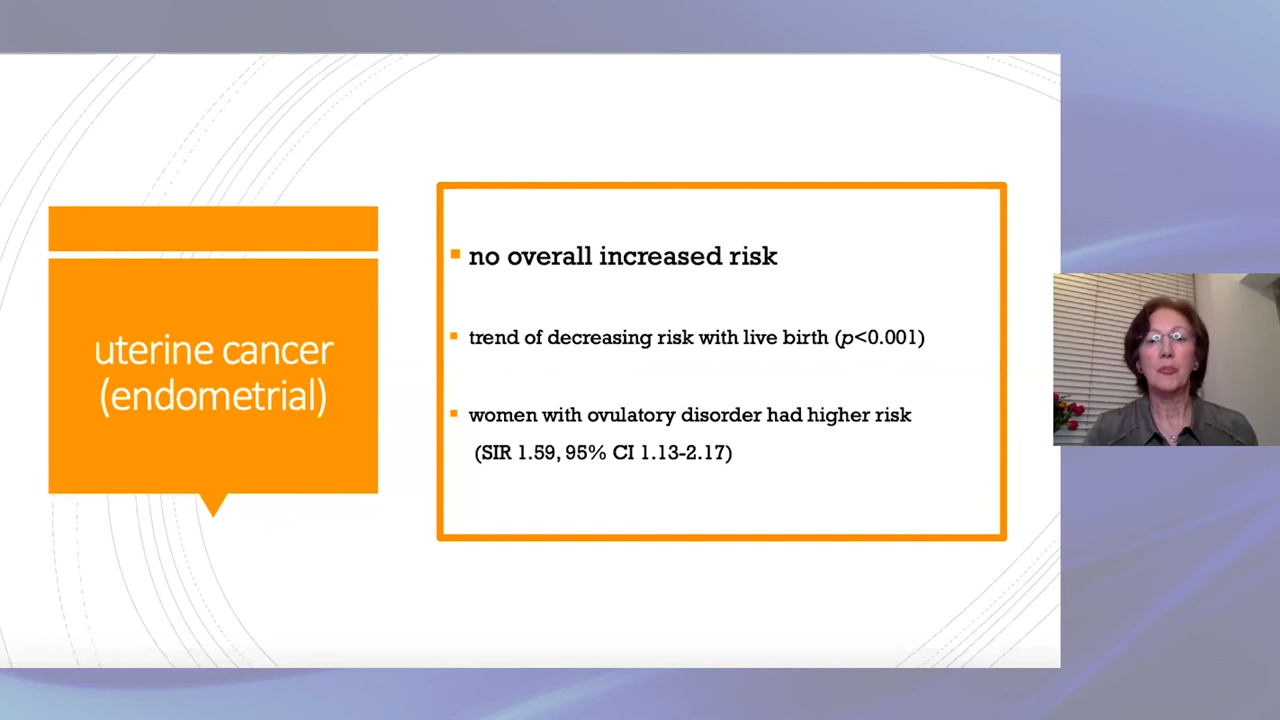 uterine cancer
(endometrial)
no overall increased risk
trend of decreasing risk with live birth (p<0.001)
women with ovulatory disorder had higher risk
(SIR 1.59, 95% CI 1.13-2.17)